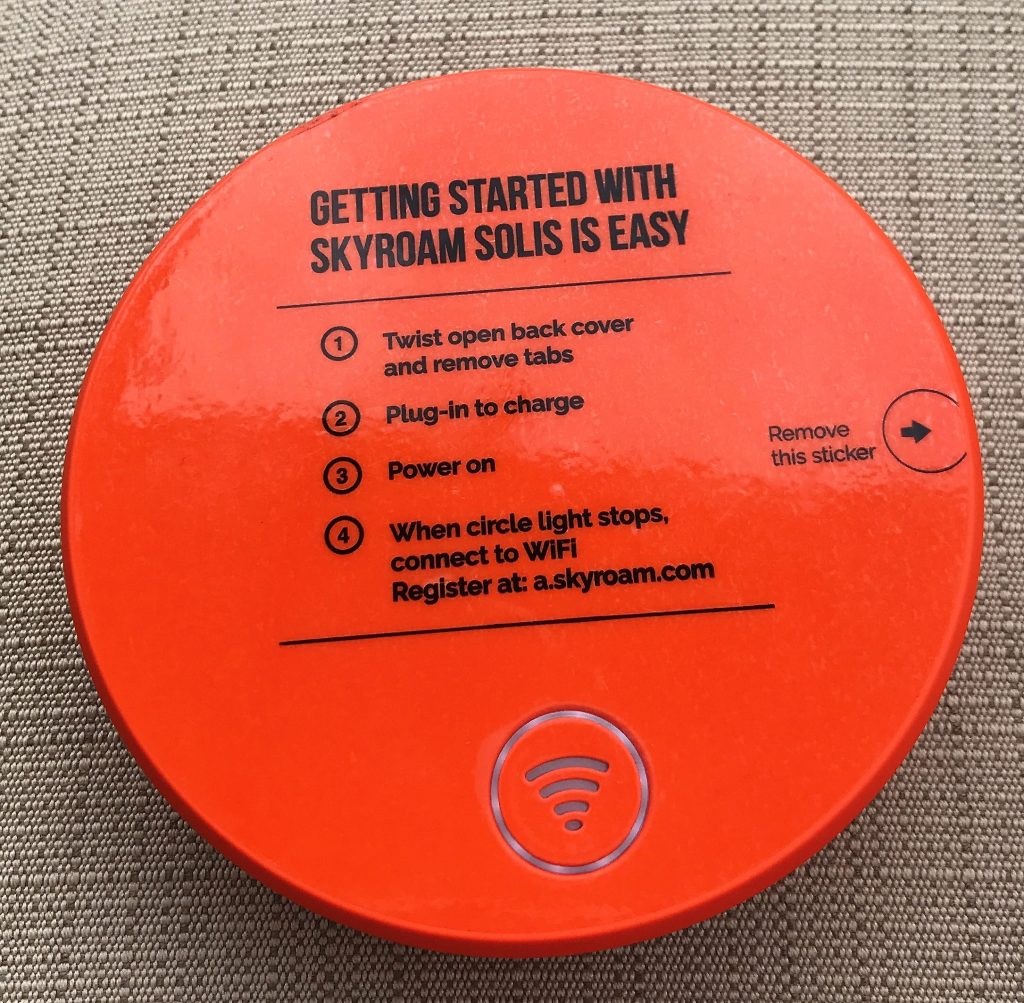 GETTING STARTED WITH
SKYROAM SOLIS IS EASY
1 Twist open back cover
and remove tabs
2 Plug-in to charge
3 Power on
4 When circle light stops,
connect to WiFi
Register at: a.skyroam.com
Remove
this sticker